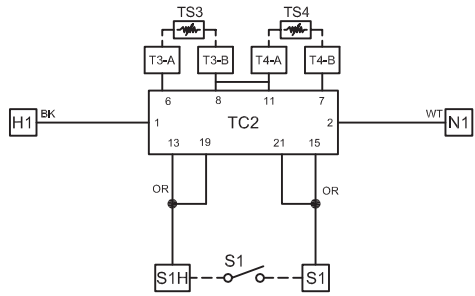 TS3 TS4
T3-A T3-B T4-A T4-B
6 8 11 7
H1 BK 1 TC2 2 WT N1
13 19 21 15
OR OR
S1
S1H S1